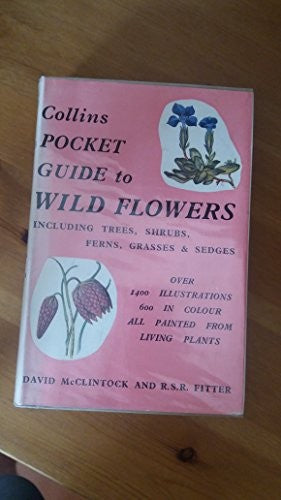 Collins
POCKET
GUIDE to
WILD FLOWERS
INCLUDING TREES, SHRUBS,
FERNS, GRASSES & SEDGES
OVER
1400 ILLUSTRATIONS
600 IN COLOUR
ALL PAINTED FROM
LIVING PLANTS
DAVID McCLINTOCK AND R.S.R. FITTER